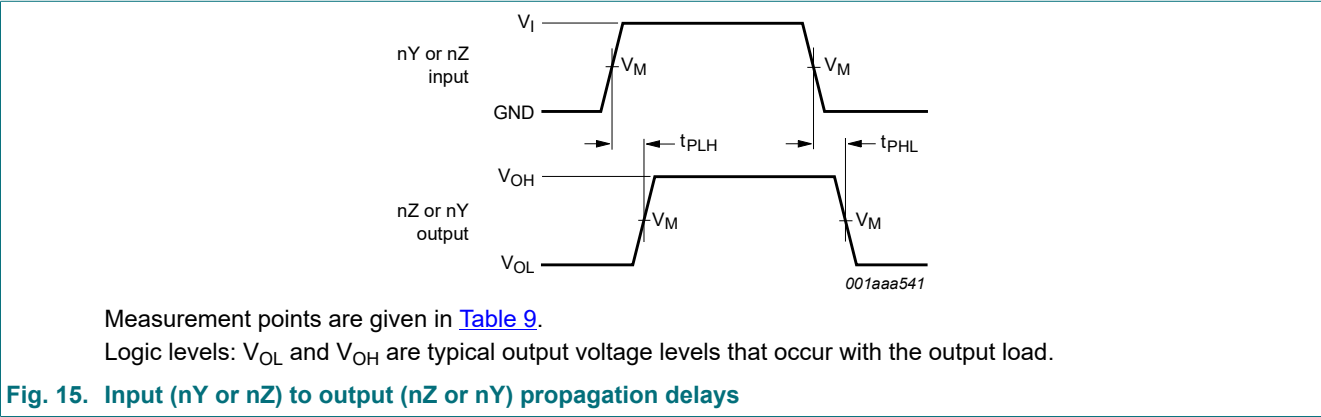 V_I
nY or nZ
input
V_M
V_M
GND
t_PLH
t_PHL
V_OH
nZ or nY
output
V_M
V_M
V_OL
001aaa541
Measurement points are given in Table 9.
Logic levels: V_OL and V_OH are typical output voltage levels that occur with the output load.
Fig. 15. Input (nY or nZ) to output (nZ or nY) propagation delays